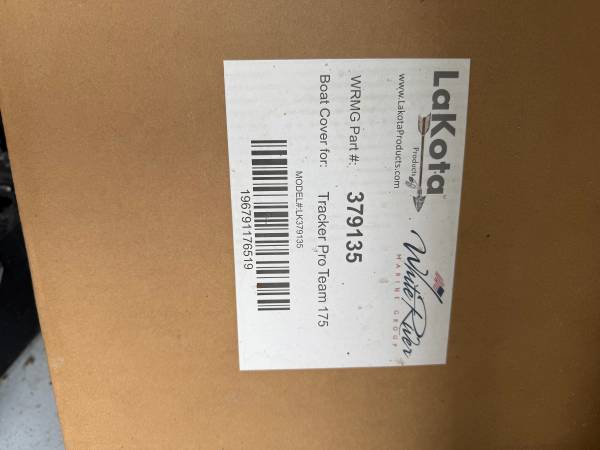 LaKota
Products
www.LakotaProducts.com
White River
MARINE GROUP
WRMG Part #: 379135
Boat Cover for: Tracker Pro Team 175
MODEL#:LK379135
196791176519